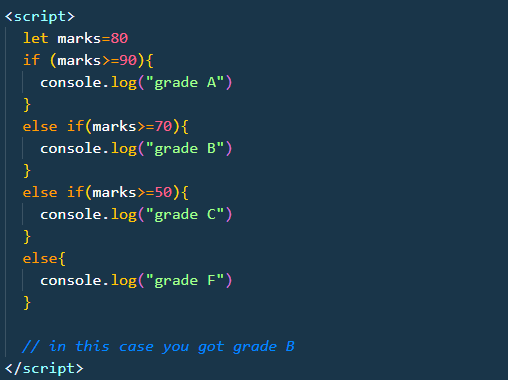 <script>
let marks=80
if (marks>=90){
console.log("grade A")
}
else if(marks>=70){
console.log("grade B")
}
else if(marks>=50){
console.log("grade C")
}
else{
console.log("grade F")
}
// in this case you got grade B
</script>